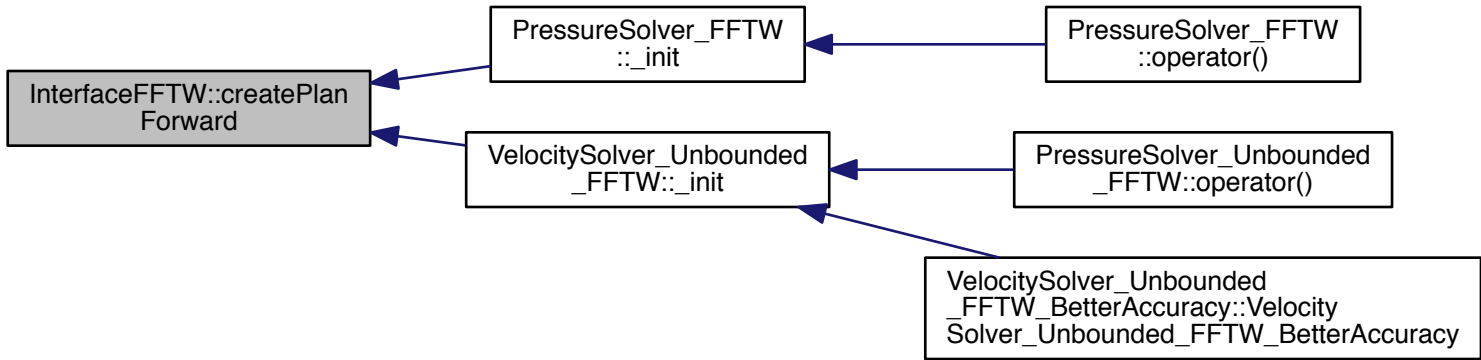 InterfaceFFTW::createPlan
Forward
PressureSolver_FFTW
::_init
PressureSolver_FFTW
::operator()
VelocitySolver_Unbounded
_FFTW::_init
PressureSolver_Unbounded
_FFTW::operator()
VelocitySolver_Unbounded
_FFTW_BetterAccuracy::Velocity
Solver_Unbounded_FFTW_BetterAccuracy